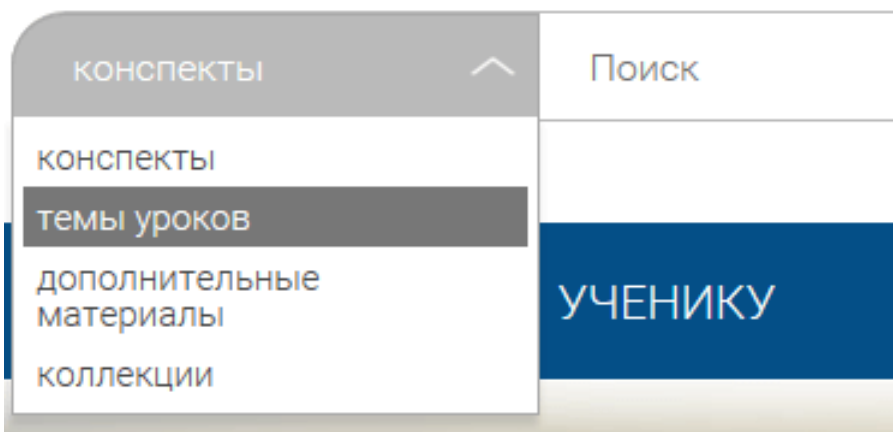 конспекты
Поиск
конспекты
темы уроков
дополнительные
материалы
коллекции
УЧЕНИКУ